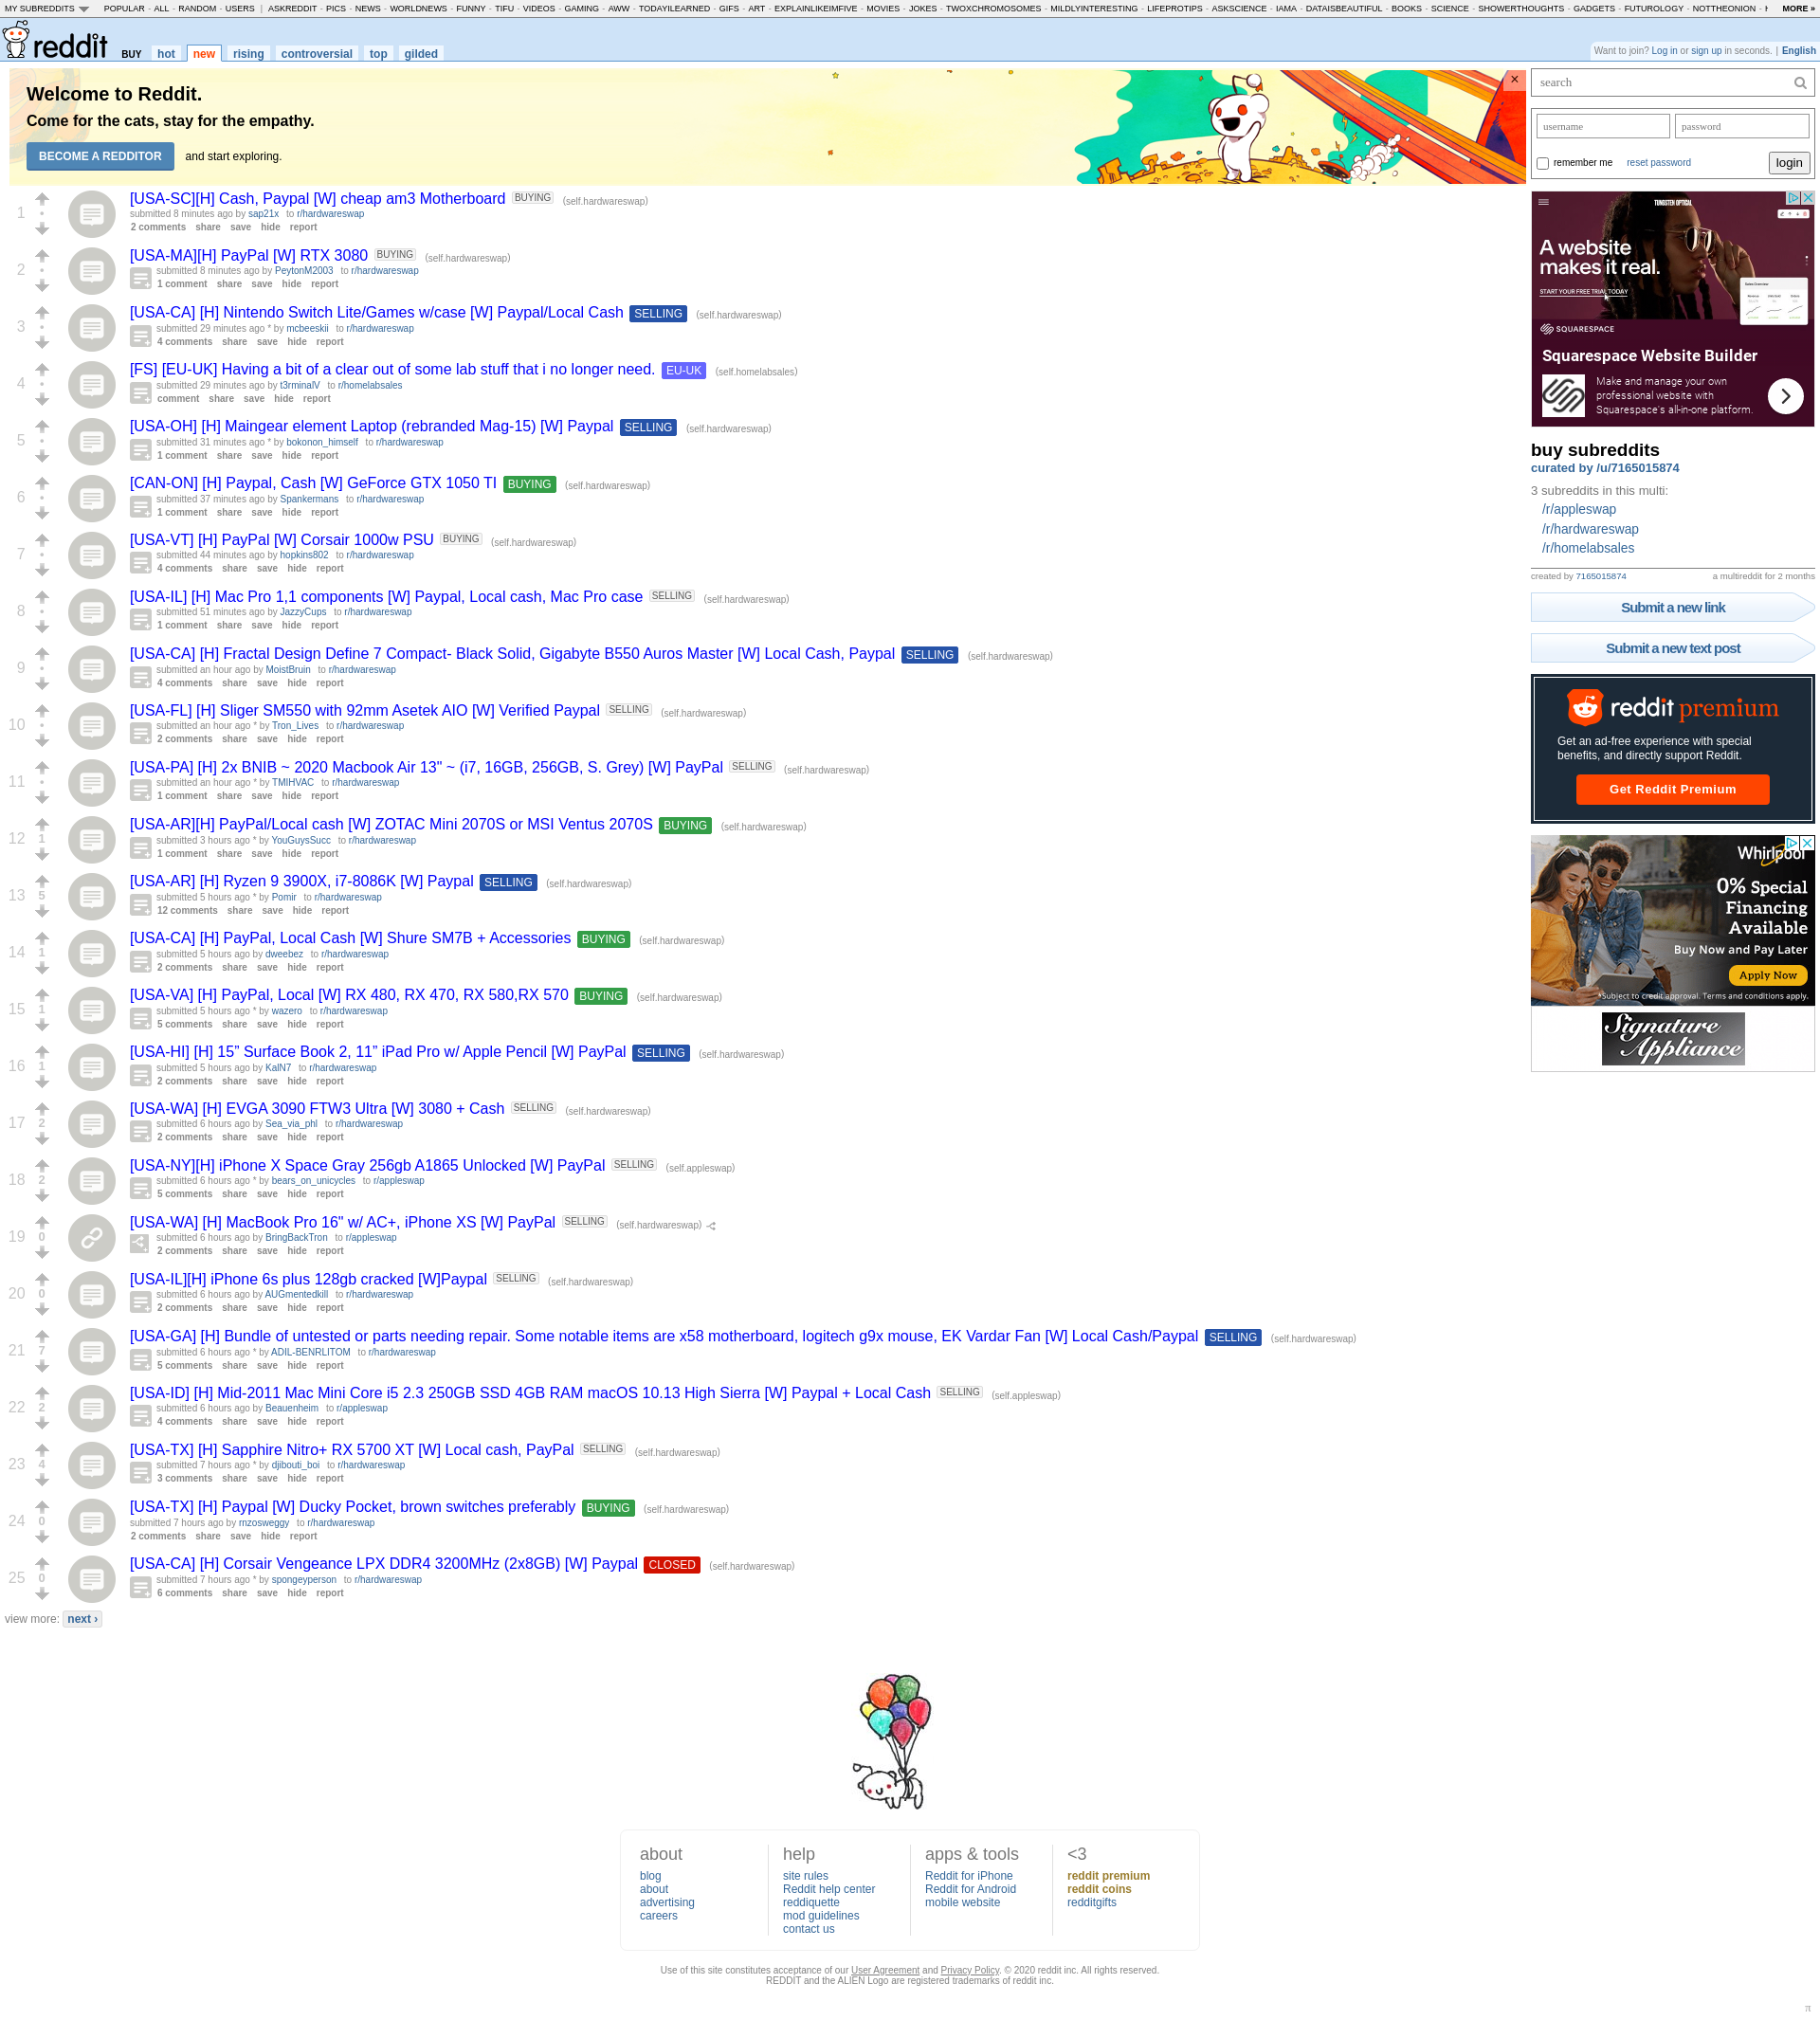 MY SUBREDDITS POPULAR - ALL - RANDOM - USERS | ASKREDDIT - PICS - NEWS - WORLDNEWS - FUNNY - TIFU - VIDEOS - GAMING - AWW - TODAYILEARNED - GIFS - ART - EXPLAINLIKEIMFIVE - MOVIES - JOKES - TWOXCHROMOSOMES - MILDLYINTERESTING - LIFEPROTIPS - ASKSCIENCE - IAMA - DATAISBEAUTIFUL - BOOKS - SCIENCE - SHOWERTHOUGHTS - GADGETS - FUTUROLOGY - NOTTHEONION - MORE »
reddit BUY hot new rising controversial top gilded
Want to join? Log in or sign up in seconds. | English
Welcome to Reddit.
Come for the cats, stay for the empathy.
BECOME A REDDITOR and start exploring.
1
[USA-SC][H] Cash, Paypal [W] cheap am3 Motherboard BUYING (self.hardwareswap)
submitted 8 minutes ago by sap21x to r/hardwareswap
2 comments share save hide report
2
[USA-MA][H] PayPal [W] RTX 3080 BUYING (self.hardwareswap)
submitted 8 minutes ago by PeytonM2003 to r/hardwareswap
1 comment share save hide report
3
[USA-CA] [H] Nintendo Switch Lite/Games w/case [W] Paypal/Local Cash SELLING (self.hardwareswap)
submitted 29 minutes ago * by mcbeeskii to r/hardwareswap
4 comments share save hide report
4
[FS] [EU-UK] Having a bit of a clear out of some lab stuff that i no longer need. EU-UK (self.homelabsales)
submitted 29 minutes ago by t3rminalV to r/homelabsales
comment share save hide report
5
[USA-OH] [H] Maingear element Laptop (rebranded Mag-15) [W] Paypal SELLING (self.hardwareswap)
submitted 31 minutes ago * by bokonon_himself to r/hardwareswap
1 comment share save hide report
6
[CAN-ON] [H] Paypal, Cash [W] GeForce GTX 1050 TI BUYING (self.hardwareswap)
submitted 37 minutes ago by Spankermans to r/hardwareswap
1 comment share save hide report
7
[USA-VT] [H] PayPal [W] Corsair 1000w PSU BUYING (self.hardwareswap)
submitted 44 minutes ago by hopkins802 to r/hardwareswap
4 comments share save hide report
8
[USA-IL] [H] Mac Pro 1,1 components [W] Paypal, Local cash, Mac Pro case SELLING (self.hardwareswap)
submitted 51 minutes ago by JazzyCups to r/hardwareswap
1 comment share save hide report
9
[USA-CA] [H] Fractal Design Define 7 Compact- Black Solid, Gigabyte B550 Auros Master [W] Local Cash, Paypal SELLING (self.hardwareswap)
submitted an hour ago by MoistBruin to r/hardwareswap
4 comments share save hide report
10
[USA-FL] [H] Sliger SM550 with 92mm Asetek AIO [W] Verified Paypal SELLING (self.hardwareswap)
submitted an hour ago * by Tron_Lives to r/hardwareswap
2 comments share save hide report
11
[USA-PA] [H] 2x BNIB ~ 2020 Macbook Air 13" ~ (i7, 16GB, 256GB, S. Grey) [W] PayPal SELLING (self.hardwareswap)
submitted an hour ago * by TMIHVAC to r/hardwareswap
1 comment share save hide report
12 1
[USA-AR][H] PayPal/Local cash [W] ZOTAC Mini 2070S or MSI Ventus 2070S BUYING (self.hardwareswap)
submitted 3 hours ago * by YouGuysSucc to r/hardwareswap
1 comment share save hide report
13 5
[USA-AR] [H] Ryzen 9 3900X, i7-8086K [W] Paypal SELLING (self.hardwareswap)
submitted 5 hours ago * by Pomir to r/hardwareswap
12 comments share save hide report
14 1
[USA-CA] [H] PayPal, Local Cash [W] Shure SM7B + Accessories BUYING (self.hardwareswap)
submitted 5 hours ago by dweebez to r/hardwareswap
2 comments share save hide report
15 1
[USA-VA] [H] PayPal, Local [W] RX 480, RX 470, RX 580,RX 570 BUYING (self.hardwareswap)
submitted 5 hours ago * by wazero to r/hardwareswap
5 comments share save hide report
16 1
[USA-HI] [H] 15” Surface Book 2, 11” iPad Pro w/ Apple Pencil [W] PayPal SELLING (self.hardwareswap)
submitted 5 hours ago by KalN7 to r/hardwareswap
2 comments share save hide report
17 2
[USA-WA] [H] EVGA 3090 FTW3 Ultra [W] 3080 + Cash SELLING (self.hardwareswap)
submitted 6 hours ago by Sea_via_phl to r/hardwareswap
2 comments share save hide report
18 2
[USA-NY][H] iPhone X Space Gray 256gb A1865 Unlocked [W] PayPal SELLING (self.appleswap)
submitted 6 hours ago * by bears_on_unicycles to r/appleswap
5 comments share save hide report
19 0
[USA-WA] [H] MacBook Pro 16" w/ AC+, iPhone XS [W] PayPal SELLING (self.hardwareswap)
submitted 6 hours ago by BringBackTron to r/appleswap
2 comments share save hide report
20 0
[USA-IL][H] iPhone 6s plus 128gb cracked [W]Paypal SELLING (self.hardwareswap)
submitted 6 hours ago by AUGmentedkill to r/hardwareswap
2 comments share save hide report
21 7
[USA-GA] [H] Bundle of untested or parts needing repair. Some notable items are x58 motherboard, logitech g9x mouse, EK Vardar Fan [W] Local Cash/Paypal SELLING (self.hardwareswap)
submitted 6 hours ago * by ADIL-BENRLITOM to r/hardwareswap
5 comments share save hide report
22 2
[USA-ID] [H] Mid-2011 Mac Mini Core i5 2.3 250GB SSD 4GB RAM macOS 10.13 High Sierra [W] Paypal + Local Cash SELLING (self.appleswap)
submitted 6 hours ago by Beauenheim to r/appleswap
4 comments share save hide report
23 4
[USA-TX] [H] Sapphire Nitro+ RX 5700 XT [W] Local cash, PayPal SELLING (self.hardwareswap)
submitted 7 hours ago * by djibouti_boi to r/hardwareswap
3 comments share save hide report
24 0
[USA-TX] [H] Paypal [W] Ducky Pocket, brown switches preferably BUYING (self.hardwareswap)
submitted 7 hours ago by rnzosweggy to r/hardwareswap
2 comments share save hide report
25 0
[USA-CA] [H] Corsair Vengeance LPX DDR4 3200MHz (2x8GB) [W] Paypal CLOSED (self.hardwareswap)
submitted 7 hours ago * by spongeyperson to r/hardwareswap
6 comments share save hide report
view more: next ›
search
username password
remember me reset password login
TUNGSTEN OPTICAL
A website
makes it real.
START YOUR FREE TRIAL TODAY
SQUARESPACE
Squarespace Website Builder
Make and manage your own
professional website with
Squarespace's all-in-one platform.
buy subreddits
curated by /u/7165015874
3 subreddits in this multi:
/r/appleswap
/r/hardwareswap
/r/homelabsales
created by 7165015874 a multireddit for 2 months
Submit a new link
Submit a new text post
reddit premium
Get an ad-free experience with special
benefits, and directly support Reddit.
Get Reddit Premium
Whirlpool
0% Special
Financing
Available
Buy Now and Pay Later
Apply Now
*Subject to credit approval. Terms and conditions apply.
Signature
Appliance
about
blog
about
advertising
careers
help
site rules
Reddit help center
reddiquette
mod guidelines
contact us
apps & tools
Reddit for iPhone
Reddit for Android
mobile website
<3
reddit premium
reddit coins
redditgifts
Use of this site constitutes acceptance of our User Agreement and Privacy Policy. © 2020 reddit inc. All rights reserved.
REDDIT and the ALIEN Logo are registered trademarks of reddit inc.
π